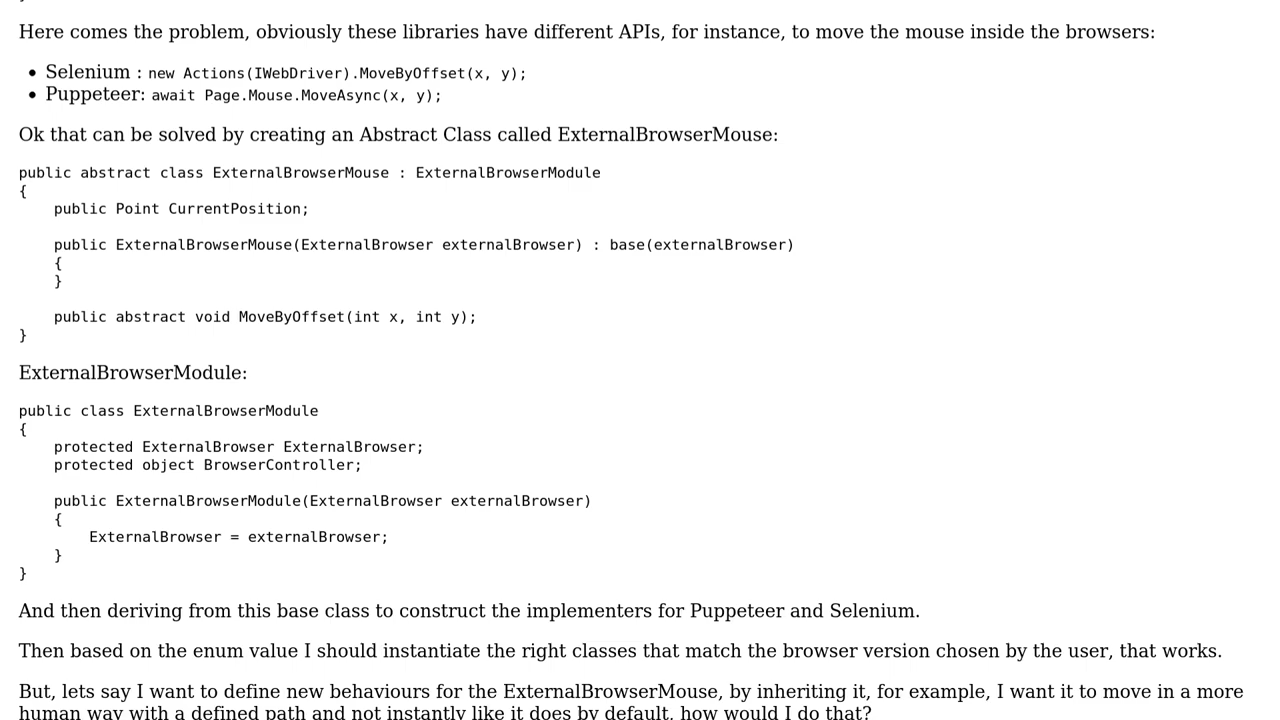 Here comes the problem, obviously these libraries have different APIs, for instance, to move the mouse inside the browsers:
• Selenium : new Actions(IWebDriver).MoveByOffset(x, y);
• Puppeteer: await Page.Mouse.MoveAsync(x, y);
Ok that can be solved by creating an Abstract Class called ExternalBrowserMouse:
public abstract class ExternalBrowserMouse : ExternalBrowserModule
{
    public Point CurrentPosition;
    public ExternalBrowserMouse(ExternalBrowser externalBrowser) : base(externalBrowser)
    {
    }
    public abstract void MoveByOffset(int x, int y);
}
ExternalBrowserModule:
public class ExternalBrowserModule
{
    protected ExternalBrowser ExternalBrowser;
    protected object BrowserController;
    public ExternalBrowserModule(ExternalBrowser externalBrowser)
    {
        ExternalBrowser = externalBrowser;
    }
}
And then deriving from this base class to construct the implementers for Puppeteer and Selenium.
Then based on the enum value I should instantiate the right classes that match the browser version chosen by the user, that works.
But, lets say I want to define new behaviours for the ExternalBrowserMouse, by inheriting it, for example, I want it to move in a more
human way with a defined path and not instantly like it does by default, how would I do that?